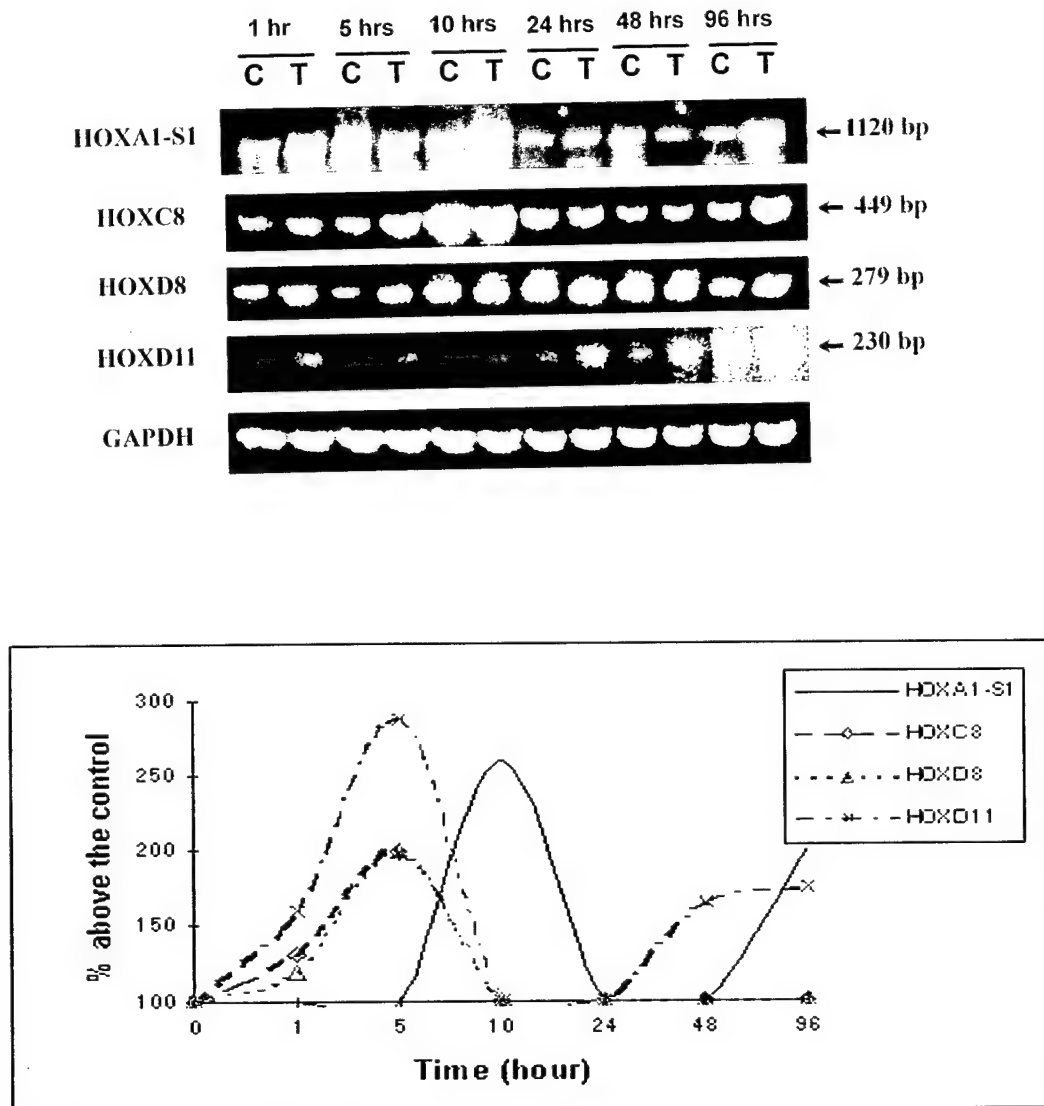 1 hr 5 hrs 10 hrs 24 hrs 48 hrs 96 hrs
C T C T C T C T C T C T
HOXA1-S1 ←1120 bp
HOXC8 ← 449 bp
HOXD8 ← 279 bp
HOXD11 ← 230 bp
GAPDH
300
250
200
150
100
% above the control
0 1 5 10 24 48 96
Time (hour)
HOXA1-S1
HOXC8
HOXD8
HOXD11